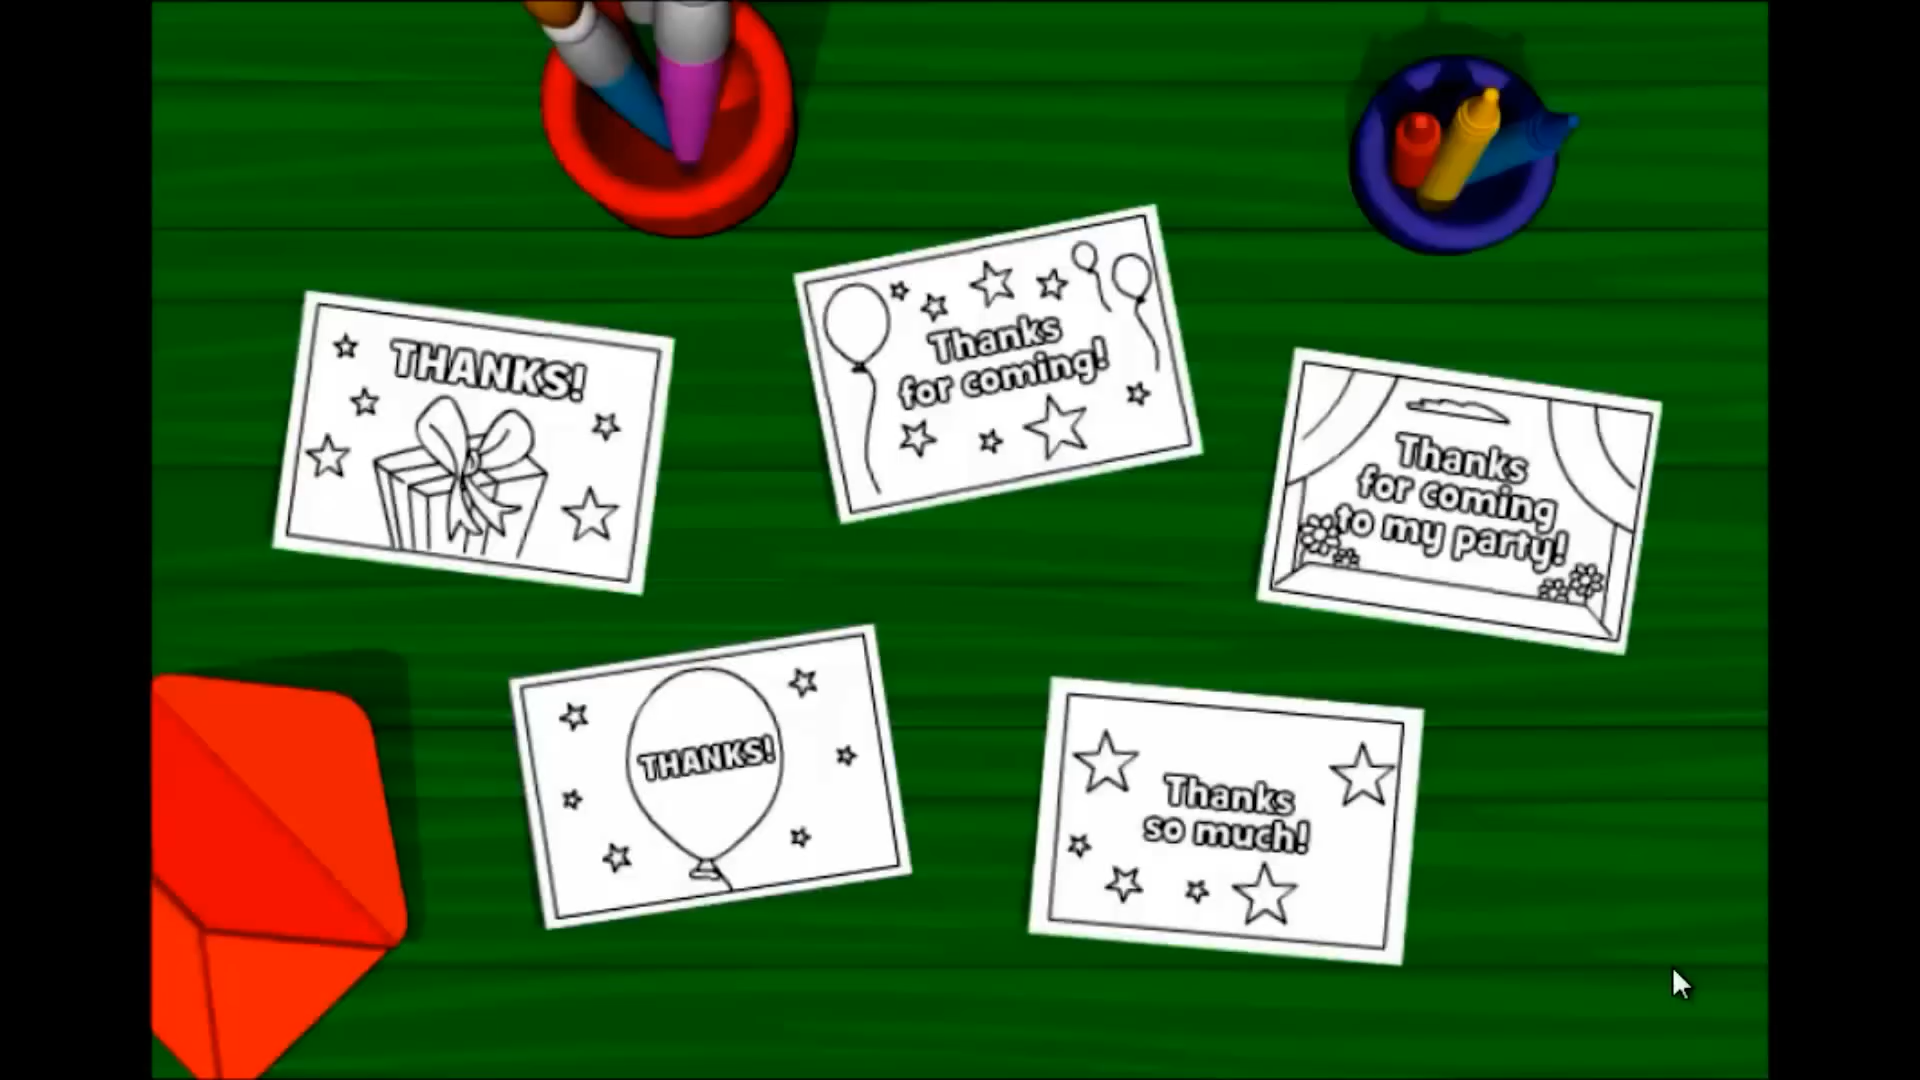 THANKS!
Thanks
for coming!
Thanks
for coming
to my party!
THANKS!
Thanks
so much!